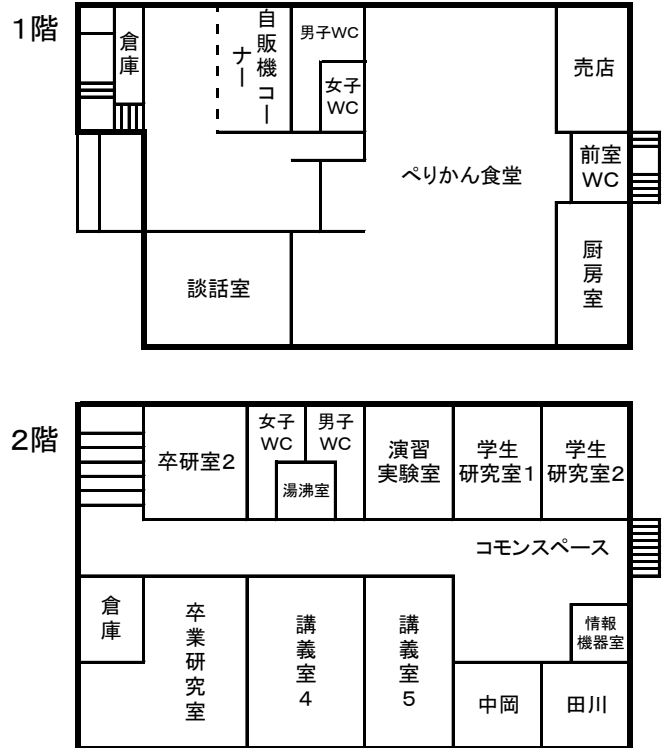 １階
倉庫
自販機コー
ナー
男子WC
女子
WC
ぺりかん食堂
売店
前室
WC
厨房室
談話室
２階
卒研室２
女子
WC
男子
WC
湯沸室
演習
実験室
学生
研究室１
学生
研究室２
コモンスペース
倉庫
卒業研究室
講義室４
講義室５
情報
機器室
中岡
田川